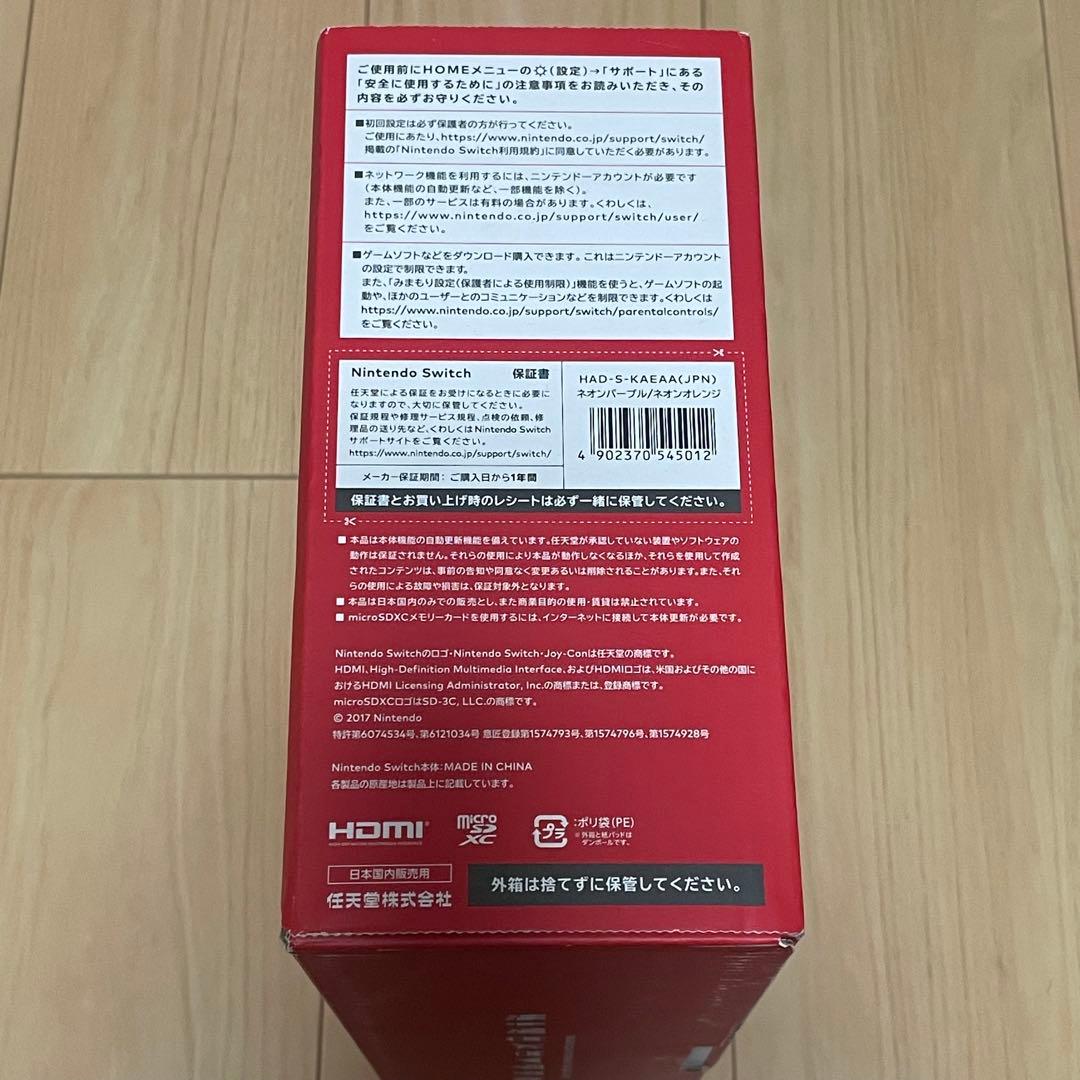 ご使用前にHOMEメニューの(設定)→「サポート」にある
「安全に使用するために」の注意事項をお読みいただき、その
内容を必ずお守りください。
■初回設定は必ず保護者の方が行ってください。
ご使用にあたり、https://www.nintendo.co.jp/support/switch/
掲載の「Nintendo Switch利用規約」に同意していただく必要があります。
■ネットワーク機能を利用するには、ニンテンドーアカウントが必要です
(本体機能の自動更新など、一部機能を除く)。
また、一部のサービスは有料の場合があります。くわしくは、
https://www.nintendo.co.jp/support/switch/user/
をご覧ください。
■ゲームソフトなどをダウンロード購入できます。これはニンテンドーアカウント
の設定で制限できます。
また、「みまもり設定(保護者による使用制限)」機能を使うと、ゲームソフトの起
動や、ほかのユーザーとのコミュニケーションなどを制限できます。くわしくは
https://www.nintendo.co.jp/support/switch/parentalcontrols/
をご覧ください。
Nintendo Switch 保証書
任天堂による保証をお受けになるときに必要に
なりますので、大切に保管してください。
保証規程や修理サービス規程、点検の依頼、修
理品の送り先など、くわしくはNintendo Switch
サポートサイトをご覧ください。
https://www.nintendo.co.jp/support/switch/
メーカー保証期間: ご購入日から1年間
HAD-S-KAEAA(JPN)
ネオンパープル/ネオンオレンジ
4 902370 545012
保証書とお買い上げ時のレシートは必ず一緒に保管してください。
■ 本品は本体機能の自動更新機能を備えています。任天堂が承認していない装置やソフトウェアの
動作は保証されません。それらの使用により本品が動作しなくなるほか、それらを使用して作成
されたコンテンツは、事前の告知や同意なく変更あるいは削除されることがあります。また、それ
らの使用による故障や損害は、保証対象外となります。
■ 本品は日本国内のみでの販売とし、また商業目的の使用・賃貸は禁止されています。
■ microSDXCメモリーカードを使用するには、インターネットに接続して本体更新が必要です。
Nintendo Switchのロゴ・Nintendo Switch・Joy-Conは任天堂の商標です。
HDMI、High-Definition Multimedia Interface、およびHDMIロゴは、米国およびその他の国に
おけるHDMI Licensing Administrator, Inc.の商標または、登録商標です。
microSDXCロゴはSD-3C, LLC.の商標です。
© 2017 Nintendo
特許第6074534号、第6121034号 意匠登録第1574793号、第1574796号、第1574928号
Nintendo Switch本体:MADE IN CHINA
各製品の原産地は製品上に記載しています。
HDMI
micro SD XC
プラ
:ポリ袋(PE)
※外箱と紙パッドは
ダンボールです。
日本国内販売用
任天堂株式会社
外箱は捨てずに保管してください。